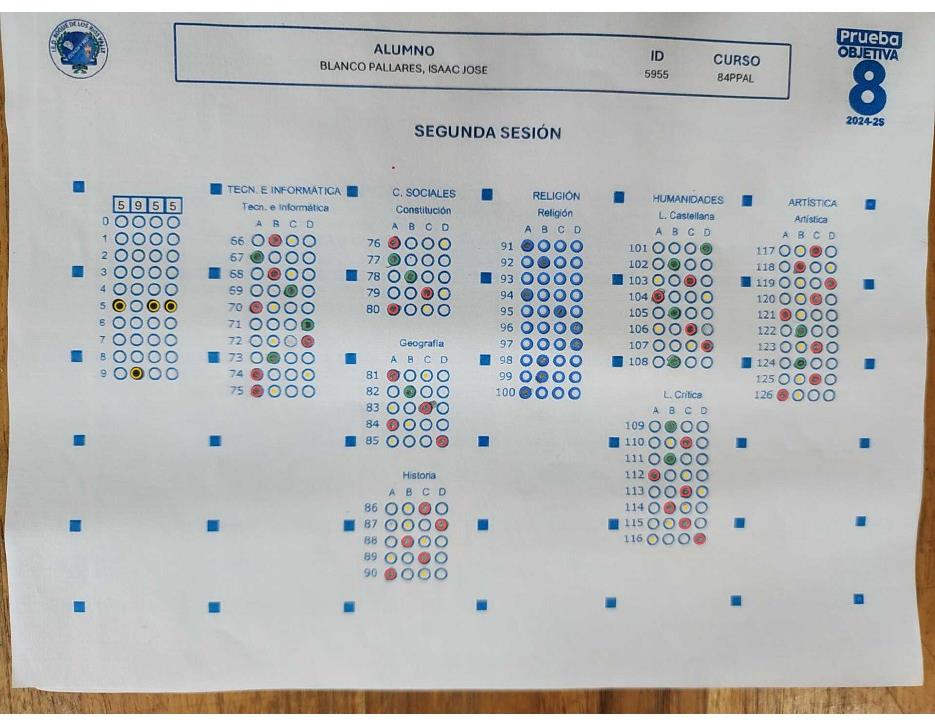 I.E.D. ROQUE DE LOS RIOS VALLE
ALUMNO
BLANCO PALLARES, ISAAC JOSE
ID
5955
CURSO
84PPAL
Prueba
OBJETIVA
8
2024-25
SEGUNDA SESIÓN
5 9 5 5
0
1
2
3
4
5
6
7
8
9
TECN. E INFORMÁTICA
Tecn. e Informática
A B C D
66
67
68
69
70
71
72
73
74
75
C. SOCIALES
Constitución
A B C D
76
77
78
79
80
Geografía
A B C D
81
82
83
84
85
Historia
A B C D
86
87
88
89
90
RELIGIÓN
Religión
A B C D
91
92
93
94
95
96
97
98
99
100
HUMANIDADES
L. Castellana
A B C D
101
102
103
104
105
106
107
108
L. Crítica
A B C D
109
110
111
112
113
114
115
116
ARTÍSTICA
Artística
A B C D
117
118
119
120
121
122
123
124
125
126